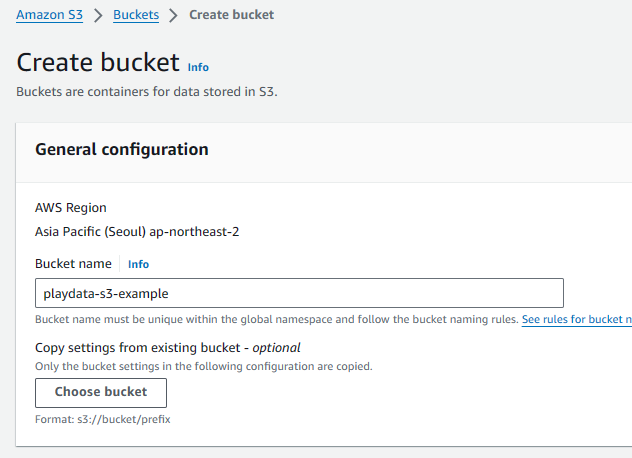 Amazon S3 > Buckets > Create bucket
Create bucket Info
Buckets are containers for data stored in S3.
General configuration
AWS Region
Asia Pacific (Seoul) ap-northeast-2
Bucket name Info
playdata-s3-example
Bucket name must be unique within the global namespace and follow the bucket naming rules. See rules for bucket n
Copy settings from existing bucket - optional
Only the bucket settings in the following configuration are copied.
Choose bucket
Format: s3://bucket/prefix